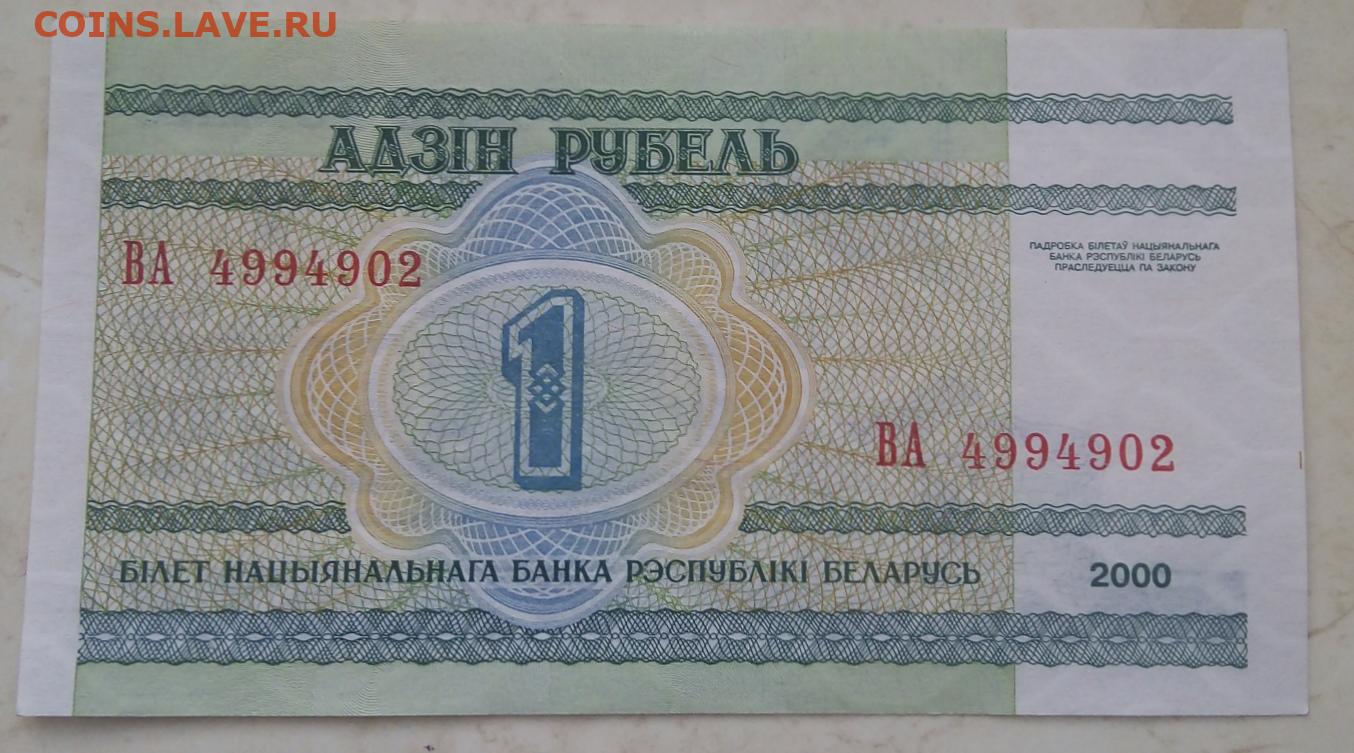 COINS.LAVE.RU
АДЗІН РУБЕЛЬ
ВА 4994902
ПАДРОБКА БІЛЕТАЎ НАЦЫЯНАЛЬНАГА
БАНКА РЭСПУБЛІКІ БЕЛАРУСЬ
ПРАСЛЕДУЕЦЦА ПА ЗАКОНУ
1
ВА 4994902
БІЛЕТ НАЦЫЯНАЛЬНАГА БАНКА РЭСПУБЛІКІ БЕЛАРУСЬ
2000